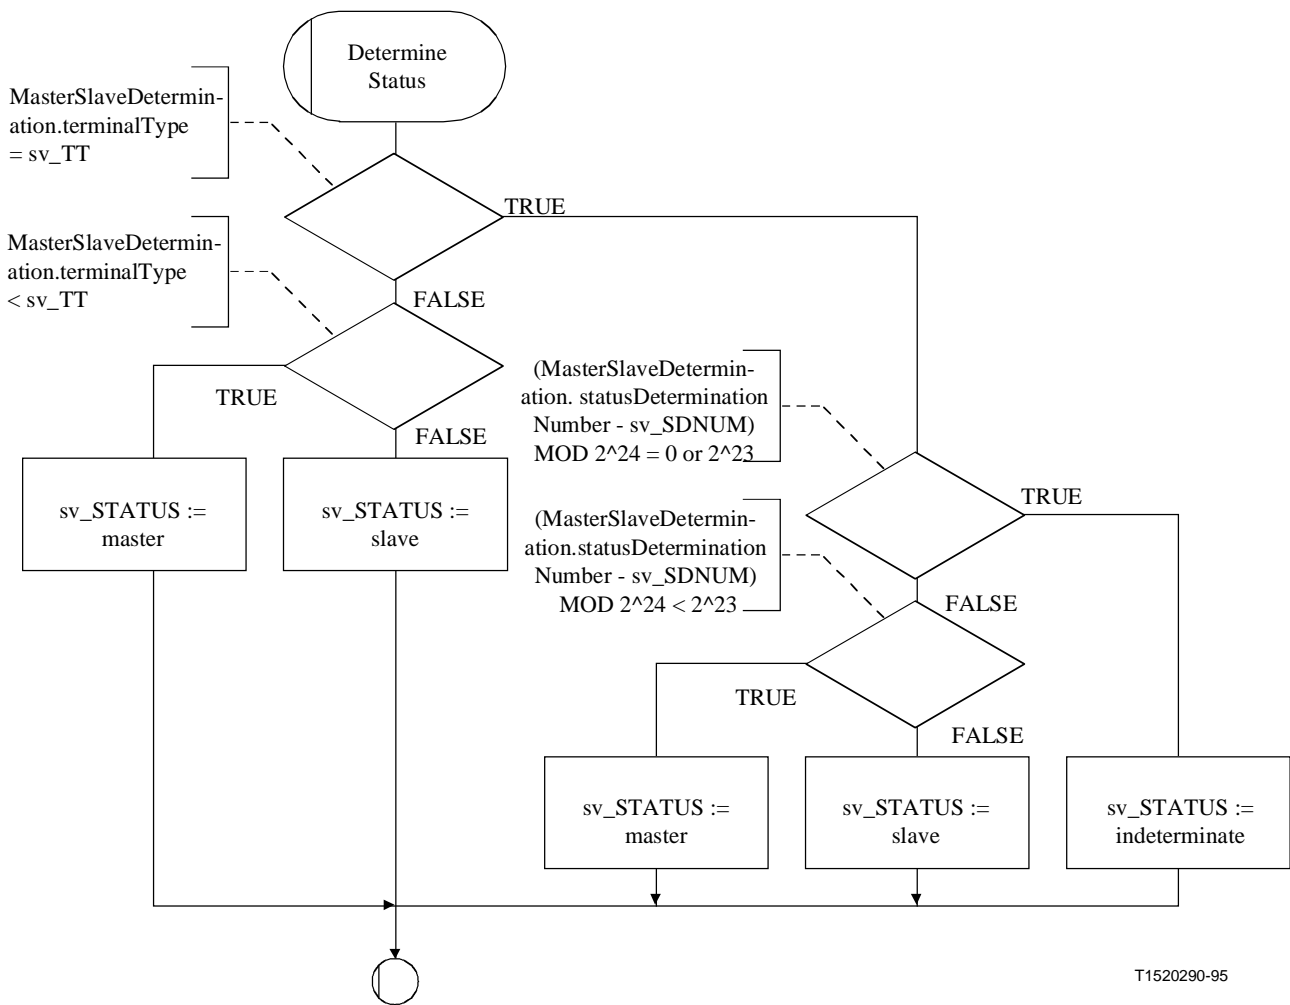 Determine
Status
MasterSlaveDetermin-
ation.terminalType
= sv_TT
TRUE
MasterSlaveDetermin-
ation.terminalType
< sv_TT
FALSE
TRUE
FALSE
(MasterSlaveDetermin-
ation. statusDetermination
Number - sv_SDNUM)
MOD 2^24 = 0 or 2^23
TRUE
sv_STATUS :=
master
sv_STATUS :=
slave
(MasterSlaveDetermin-
ation.statusDetermination
Number - sv_SDNUM)
MOD 2^24 < 2^23
FALSE
TRUE
FALSE
sv_STATUS :=
master
sv_STATUS :=
slave
sv_STATUS :=
indeterminate
T1520290-95